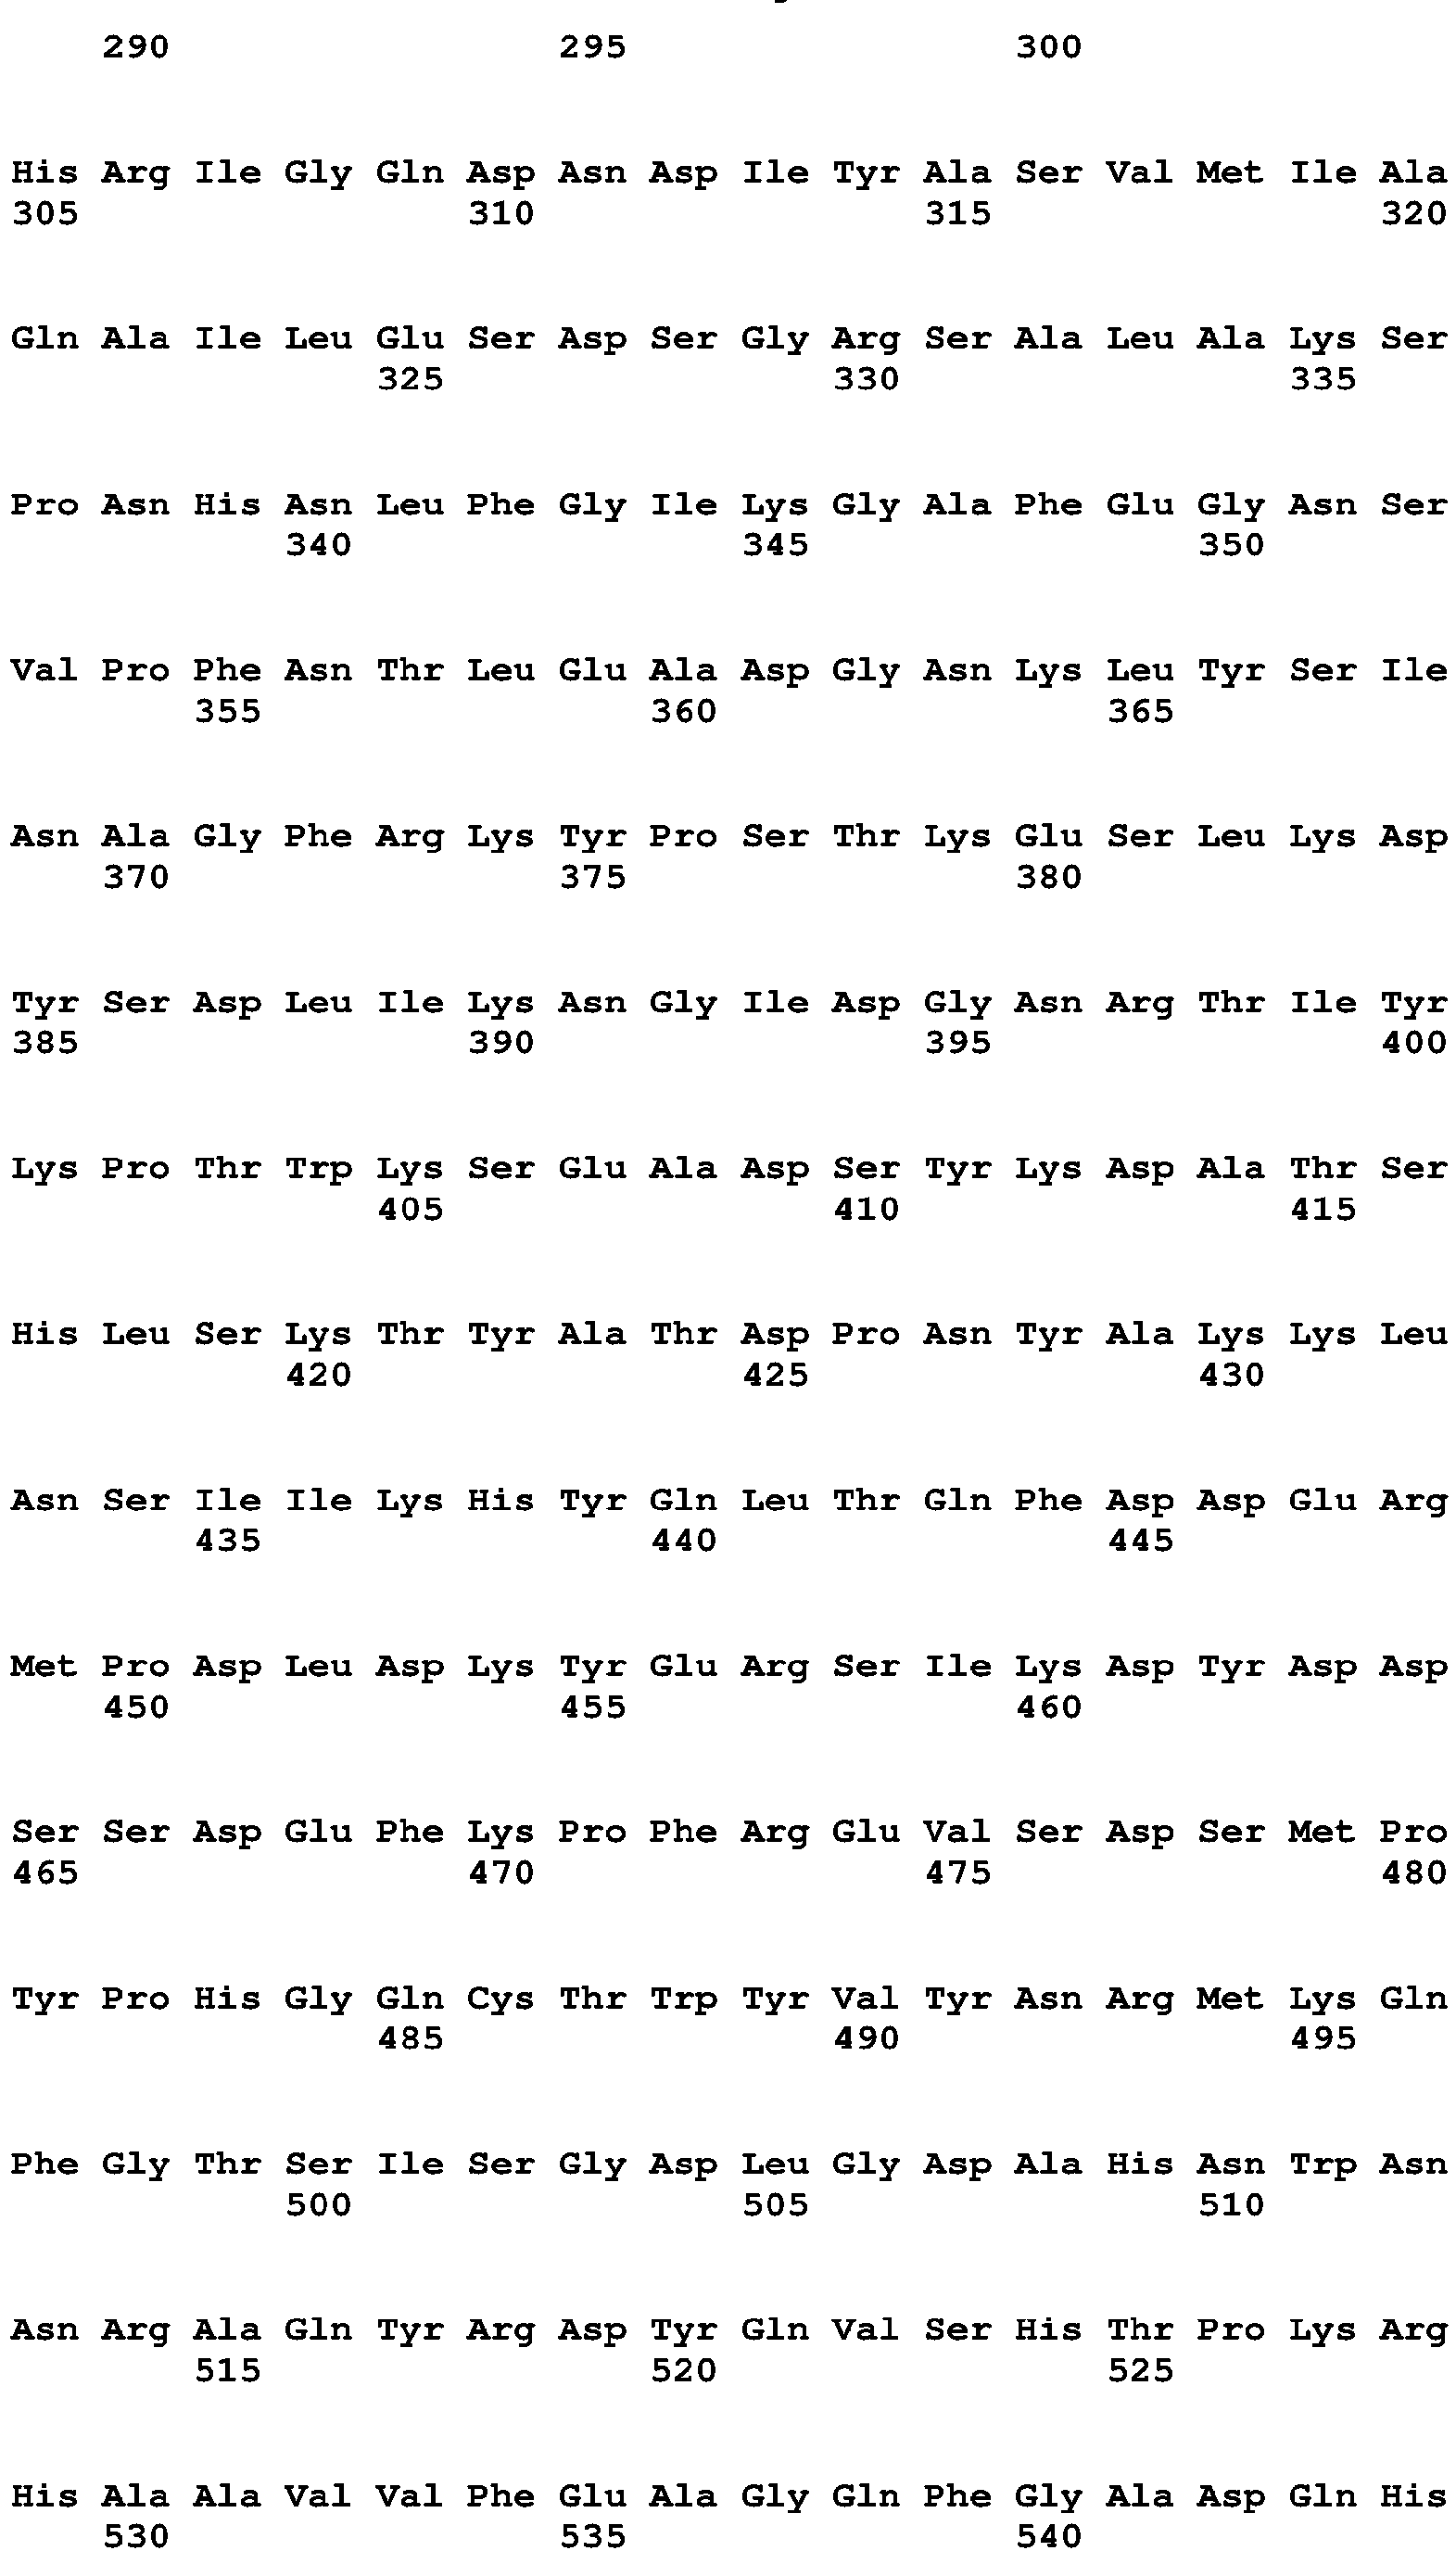 290 295 300
His Arg Ile Gly Gln Asp Asn Asp Ile Tyr Ala Ser Val Met Ile Ala
305 310 315 320
Gln Ala Ile Leu Glu Ser Asp Ser Gly Arg Ser Ala Leu Ala Lys Ser
325 330 335
Pro Asn His Asn Leu Phe Gly Ile Lys Gly Ala Phe Glu Gly Asn Ser
340 345 350
Val Pro Phe Asn Thr Leu Glu Ala Asp Gly Asn Lys Leu Tyr Ser Ile
355 360 365
Asn Ala Gly Phe Arg Lys Tyr Pro Ser Thr Lys Glu Ser Leu Lys Asp
370 375 380
Tyr Ser Asp Leu Ile Lys Asn Gly Ile Asp Gly Asn Arg Thr Ile Tyr
385 390 395 400
Lys Pro Thr Trp Lys Ser Glu Ala Asp Ser Tyr Lys Asp Ala Thr Ser
405 410 415
His Leu Ser Lys Thr Tyr Ala Thr Asp Pro Asn Tyr Ala Lys Lys Leu
420 425 430
Asn Ser Ile Ile Lys His Tyr Gln Leu Thr Gln Phe Asp Asp Glu Arg
435 440 445
Met Pro Asp Leu Asp Lys Tyr Glu Arg Ser Ile Lys Asp Tyr Asp Asp
450 455 460
Ser Ser Asp Glu Phe Lys Pro Phe Arg Glu Val Ser Asp Ser Met Pro
465 470 475 480
Tyr Pro His Gly Gln Cys Thr Trp Tyr Val Tyr Asn Arg Met Lys Gln
485 490 495
Phe Gly Thr Ser Ile Ser Gly Asp Leu Gly Asp Ala His Asn Trp Asn
500 505 510
Asn Arg Ala Gln Tyr Arg Asp Tyr Gln Val Ser His Thr Pro Lys Arg
515 520 525
His Ala Ala Val Val Phe Glu Ala Gly Gln Phe Gly Ala Asp Gln His
530 535 540